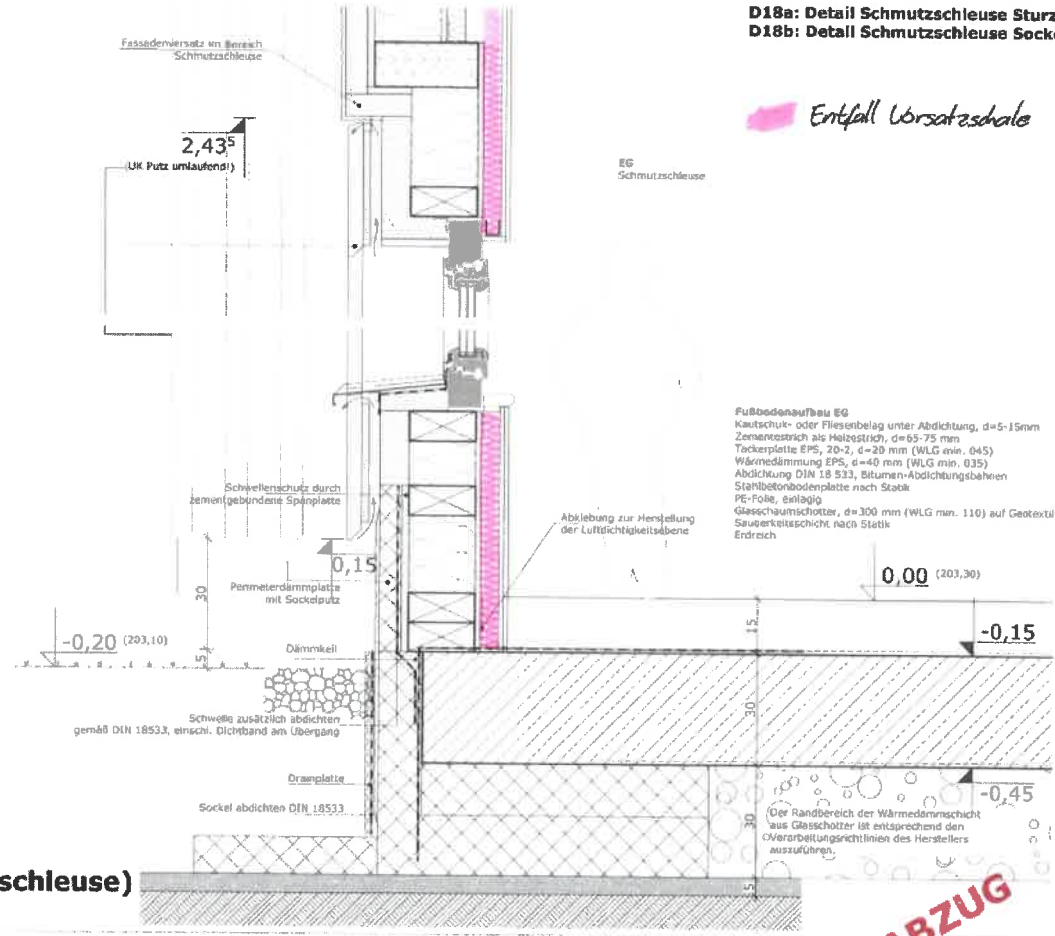 D18a: Detail Schmutzschleuse Sturz
D18b: Detail Schmutzschleuse Socke
Entfall Vorsatzschale
Fassadenversatz im Bereich
Schmutzschleuse
2,43⁵
(UK Putz umlaufend!)
EG
Schmutzschleuse
Fußbodenaufbau EG
Kautschuk- oder Fliesenbelag unter Abdichtung, d=5-15mm
Zementestrich als Heizestrich, d=65-75 mm
Tackerplatte EPS, 20-2, d=20 mm (WLG min. 045)
Wärmedämmung EPS, d=40 mm (WLG min. 035)
Abdichtung DIN 18 533, Bitumen-Abdichtungsbahnen
Stahlbetonbodenplatte nach Statik
PE-Folie, einlagig
Glasschaumschotter, d=300 mm (WLG min. 110) auf Geotextil
Sauberkeitsschicht nach Statik
Erdreich
Schwellenschutz durch
zementgebundene Spanplatte
Abklebung zur Herstellung
der Luftdichtigkeitsebene
0,15
Perimeterdämmplatte
mit Sockelputz
30
0,00 (203,30)
15
-0,15
-0,20 (203,10)
5
Dämmkeil
Schwelle zusätzlich abdichten
gemäß DIN 18533, einschl. Dichtband am Übergang
30
Drainplatte
-0,45
Sockel abdichten DIN 18533
30
Der Randbereich der Wärmedämmschicht
aus Glasschotter ist entsprechend den
Verarbeitungsrichtlinien des Herstellers
auszuführen.
schleuse)
5
ABZUG